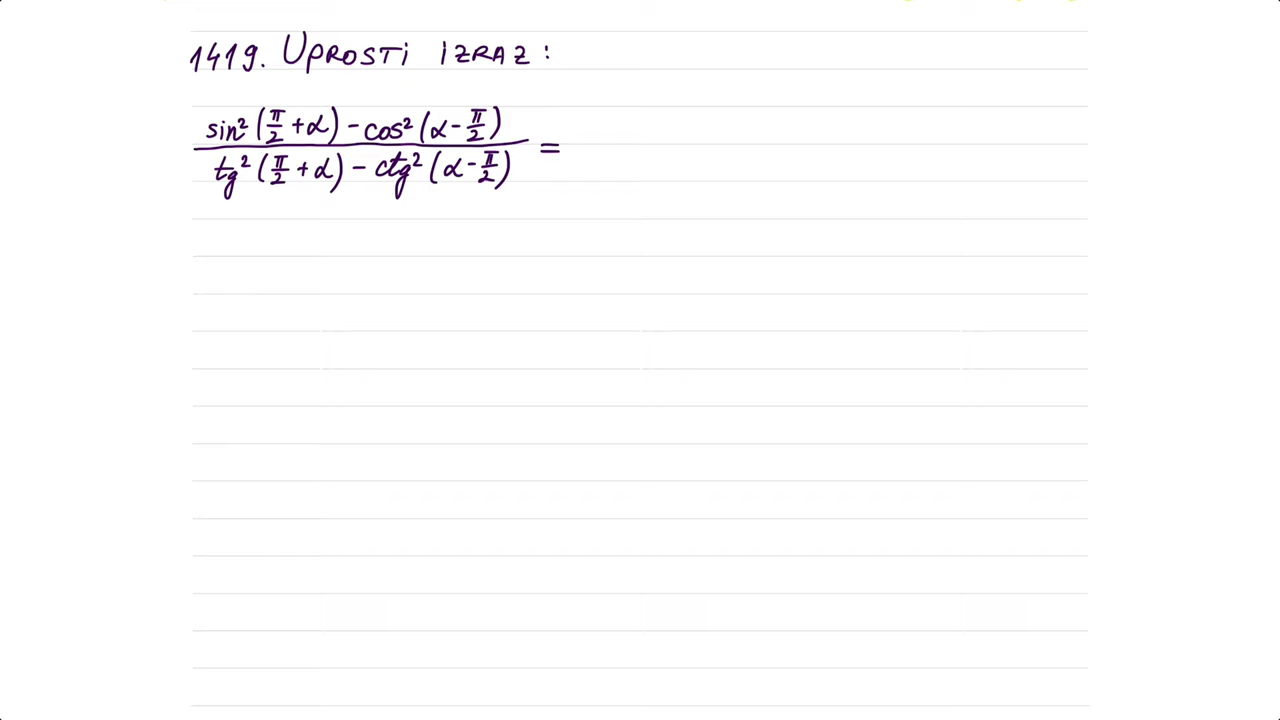 1419. UPROSTI IZRAZ:
sin²(π/2 + α) - cos²(α - π/2)
tg²(π/2 + α) - ctg²(α - π/2) =